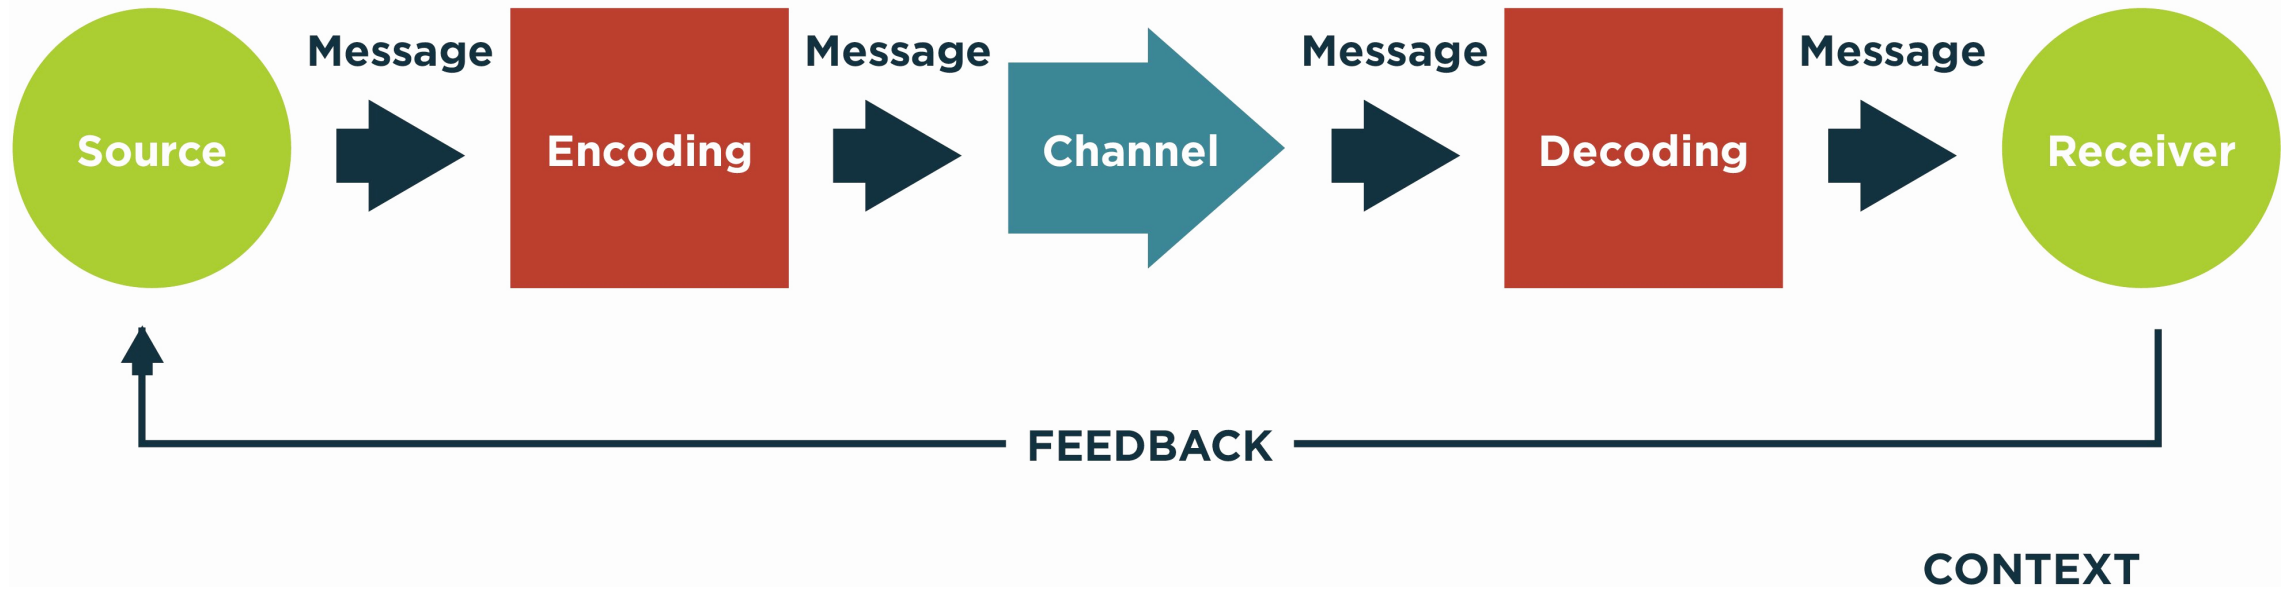 Message
Message
Message
Message
Source
Encoding
Channel
Decoding
Receiver
FEEDBACK
CONTEXT